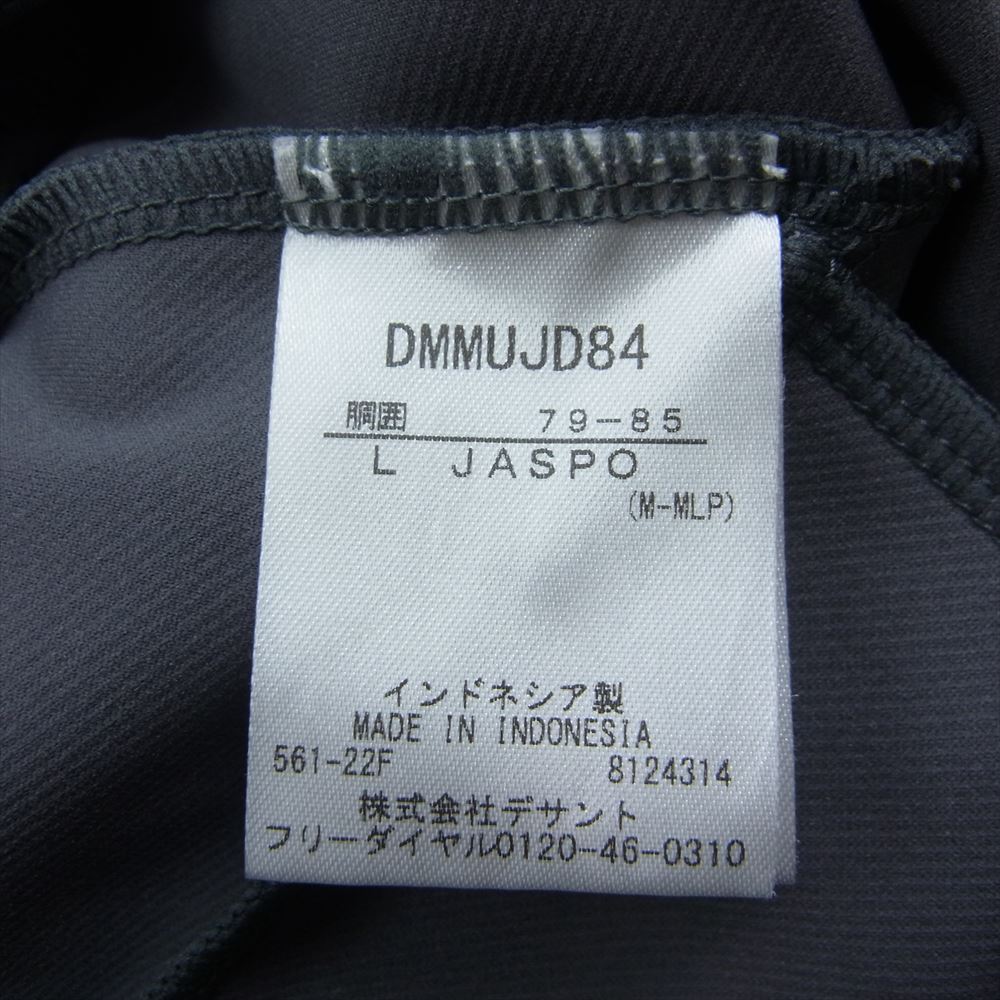 DMMUJD84
胴囲 79-85
L JASPO
(M-MLP)
インドネシア製
MADE IN INDONESIA
561-22F 8124314
株式会社デサント
フリーダイヤル0120-46-0310